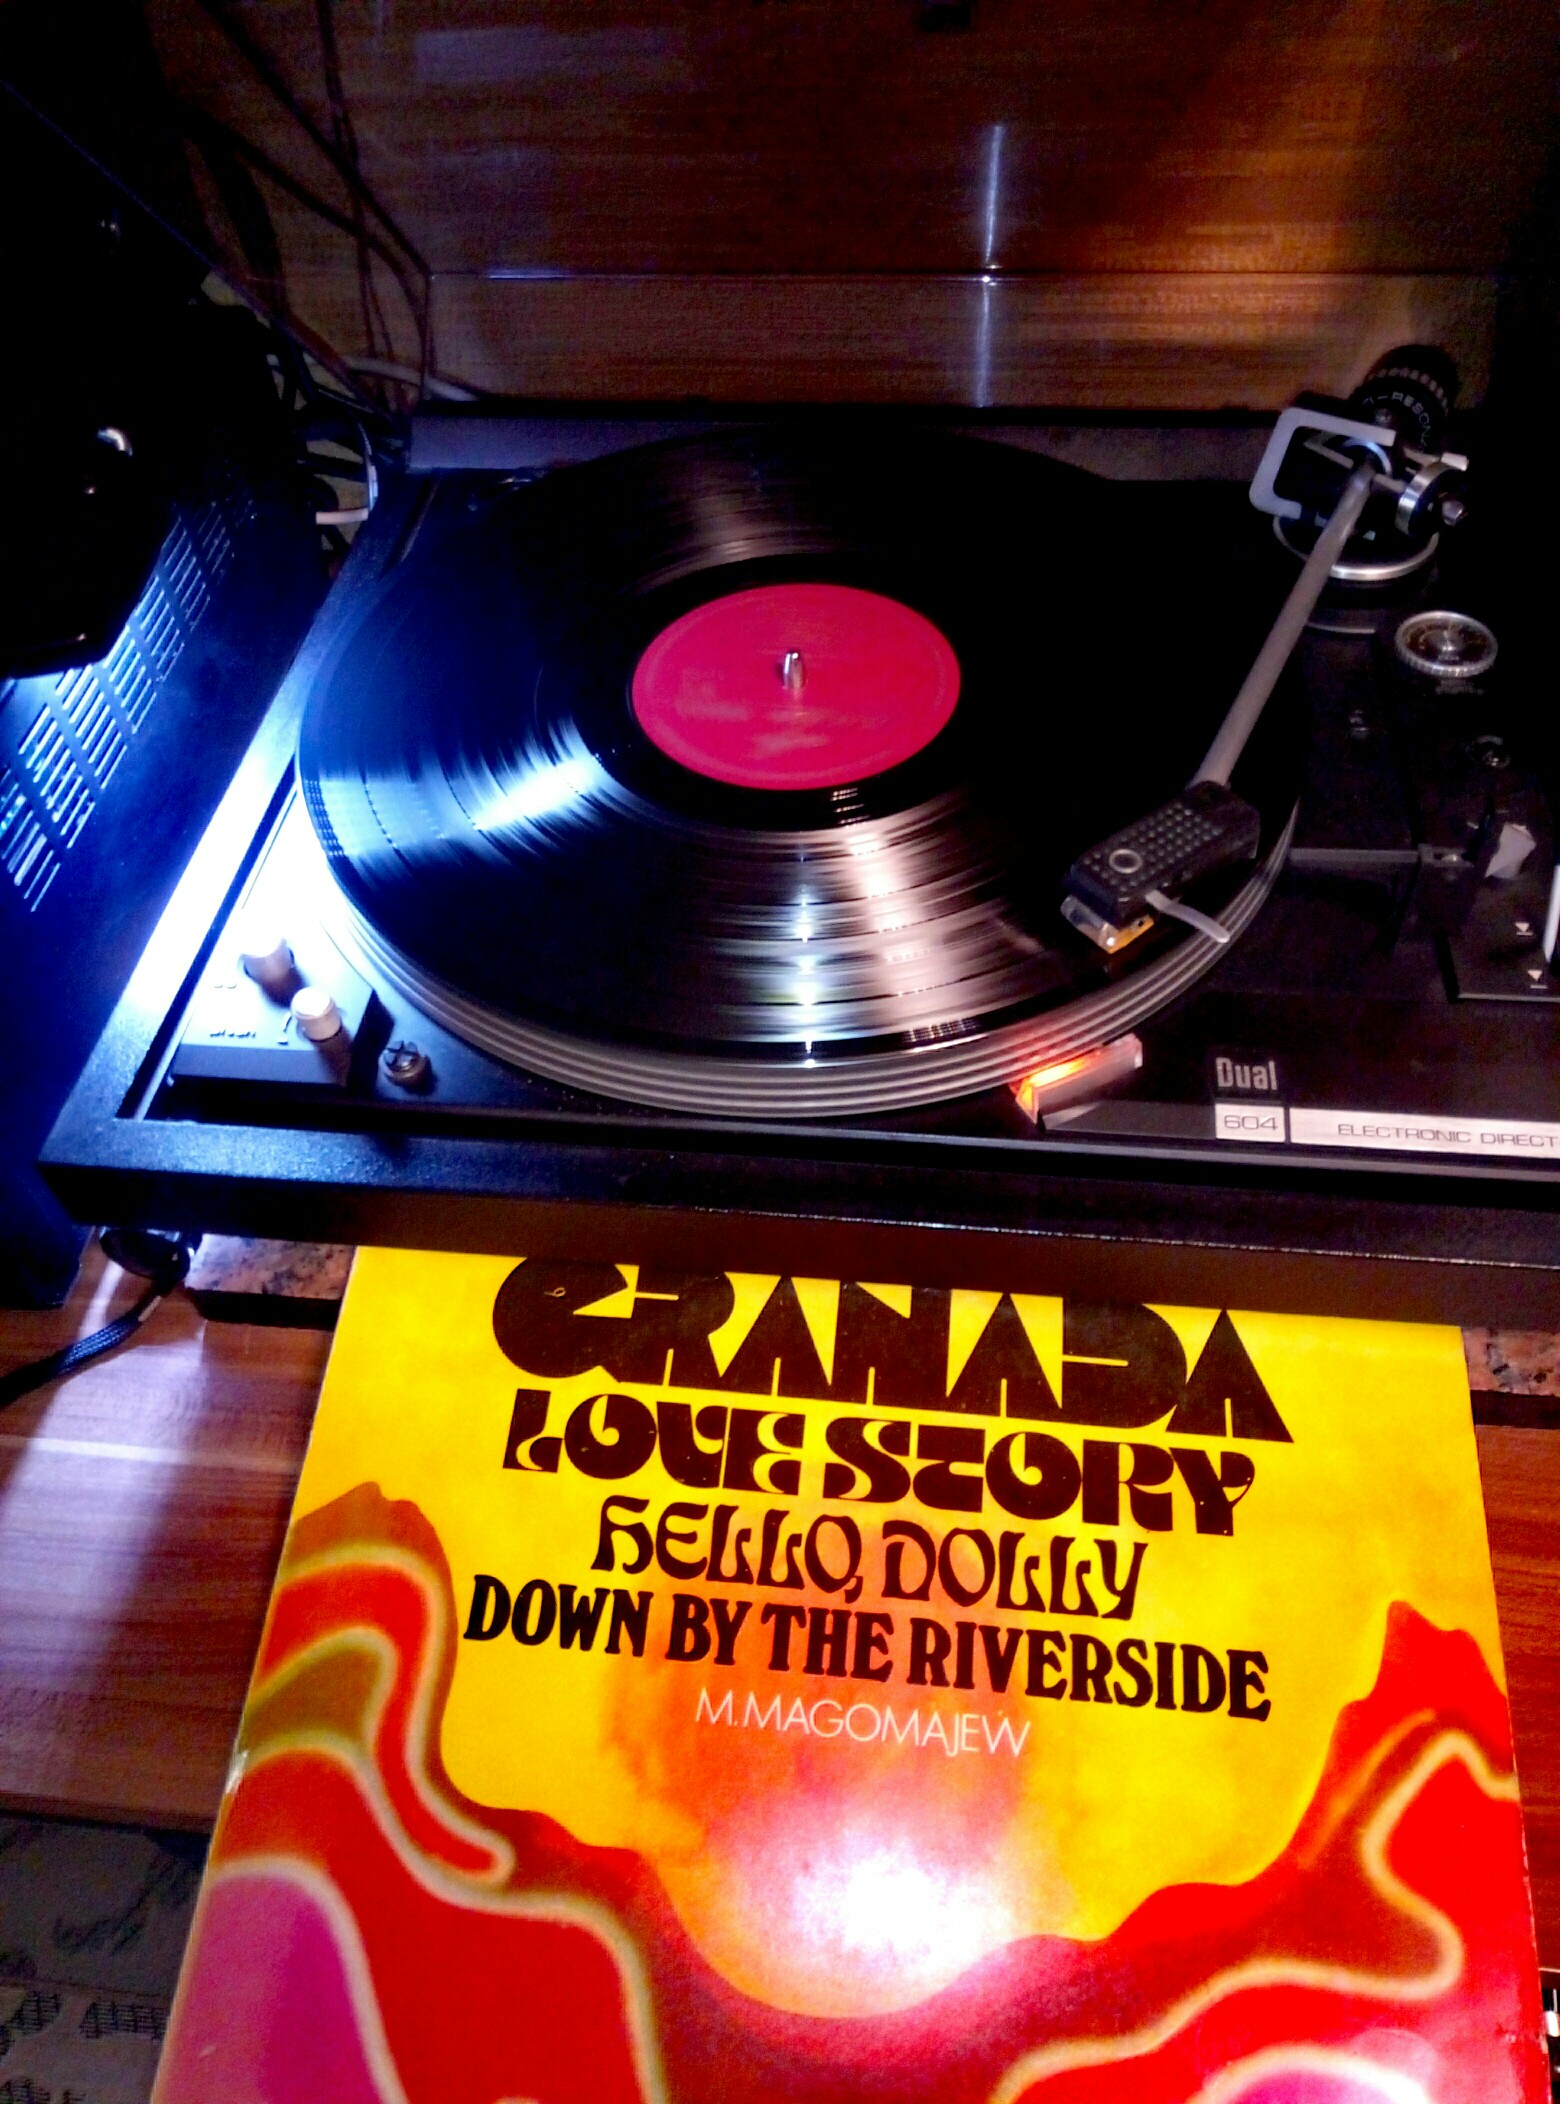 Dual
604
ELECTRONIC DIRECT
GRANADA
LOVE STORY
HELLO, DOLLY
DOWN BY THE RIVERSIDE
M. MAGOMAJEW